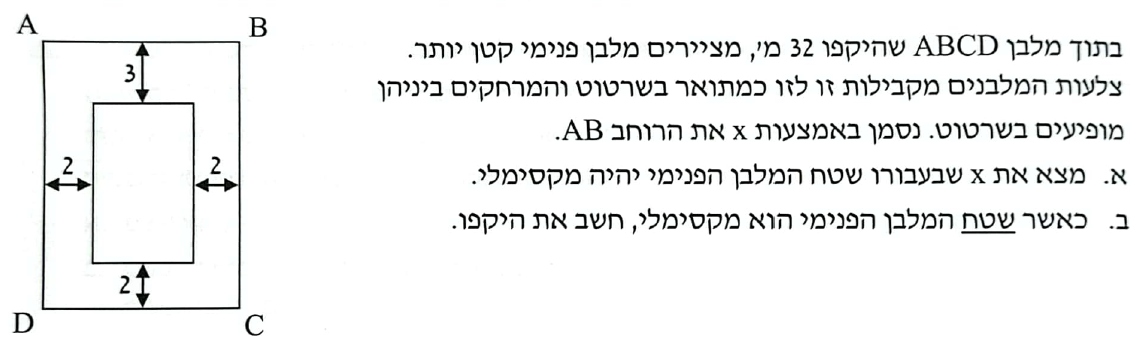 בתוך מלבן ABCD שהיקפו 32 מ', מציירים מלבן פנימי קטן יותר.
צלעות המלבנים מקבילות זו לזו כמתואר בשרטוט והמרחקים ביניהן
מופיעים בשרטוט. נסמן באמצעות x את הרוחב AB.
א. מצא את x שבעבורו שטח המלבן הפנימי יהיה מקסימלי.
ב. כאשר שטח המלבן הפנימי הוא מקסימלי, חשב את היקפו.
A B
3
2 2
2
D C